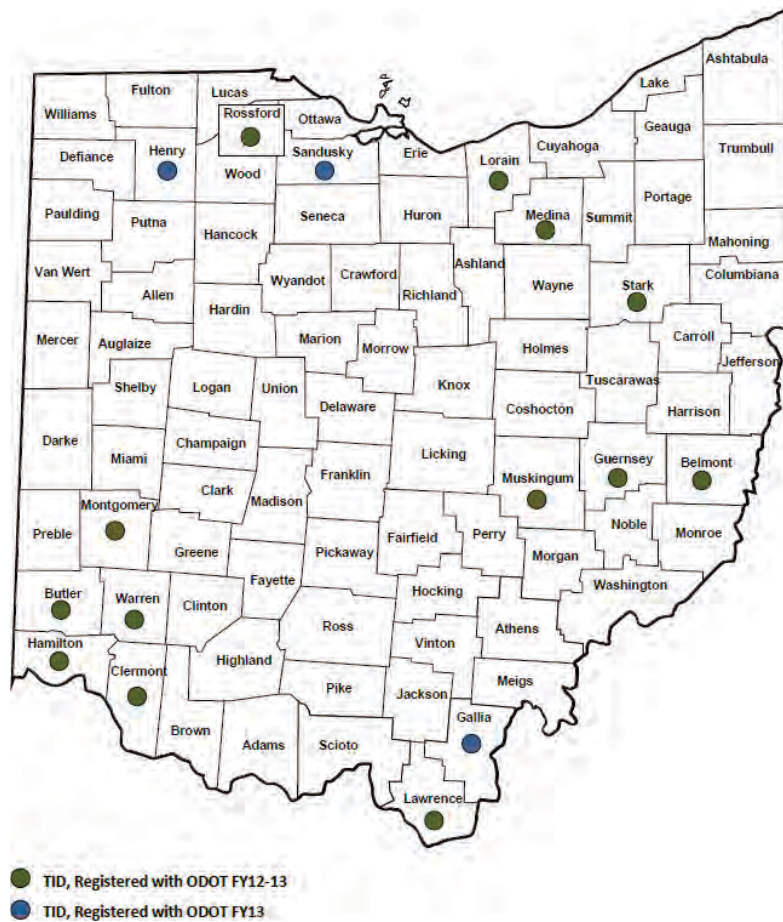 Ashtabula
Lake
Fulton
Lucas
Williams
Rossford
Ottawa
Geauga
Cuyahoga
Defiance
Henry
Sandusky
Erie
Lorain
Trumbull
Wood
Portage
Paulding
Putna
Seneca
Huron
Medina
Summit
Hancock
Mahoning
Van Wert
Wyandot
Crawford
Ashland
Columbiana
Allen
Richland
Wayne
Stark
Hardin
Mercer
Auglaize
Marion
Morrow
Holmes
Carroll
Jefferson
Shelby
Logan
Union
Knox
Tuscarawas
Delaware
Coshocton
Harrison
Darke
Champaign
Miami
Licking
Guernsey
Belmont
Franklin
Muskingum
Clark
Montgomery
Madison
Preble
Fairfield
Perry
Noble
Monroe
Greene
Pickaway
Morgan
Fayette
Washington
Butler
Warren
Clinton
Hocking
Ross
Athens
Hamilton
Vinton
Highland
Clermont
Meigs
Pike
Jackson
Gallia
Brown
Adams
Scioto
Lawrence
TID, Registered with ODOT FY12-13
TID, Registered with ODOT FY13